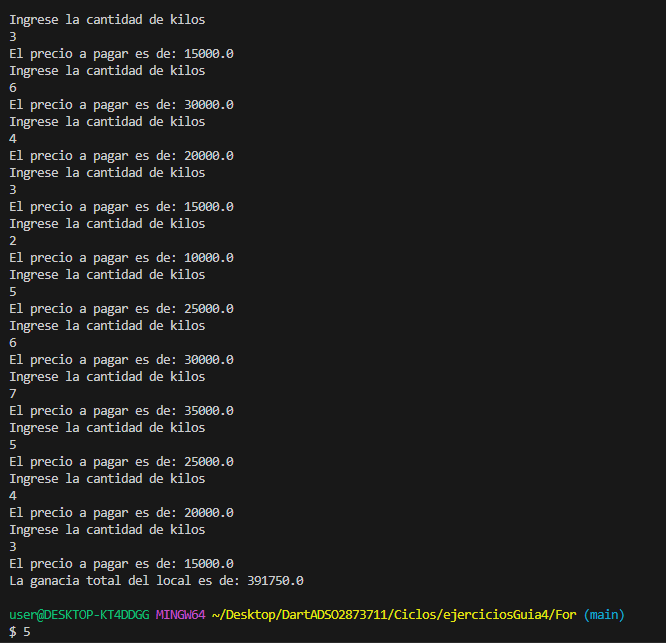 Ingrese la cantidad de kilos
3
El precio a pagar es de: 15000.0
Ingrese la cantidad de kilos
6
El precio a pagar es de: 30000.0
Ingrese la cantidad de kilos
4
El precio a pagar es de: 20000.0
Ingrese la cantidad de kilos
3
El precio a pagar es de: 15000.0
Ingrese la cantidad de kilos
2
El precio a pagar es de: 10000.0
Ingrese la cantidad de kilos
5
El precio a pagar es de: 25000.0
Ingrese la cantidad de kilos
6
El precio a pagar es de: 30000.0
Ingrese la cantidad de kilos
7
El precio a pagar es de: 35000.0
Ingrese la cantidad de kilos
5
El precio a pagar es de: 25000.0
Ingrese la cantidad de kilos
4
El precio a pagar es de: 20000.0
Ingrese la cantidad de kilos
3
El precio a pagar es de: 15000.0
La ganacia total del local es de: 391750.0
user@DESKTOP-KT4DDGG MINGW64 ~/Desktop/DartADSO2873711/Ciclos/ejerciciosGuia4/For (main)
$ 5